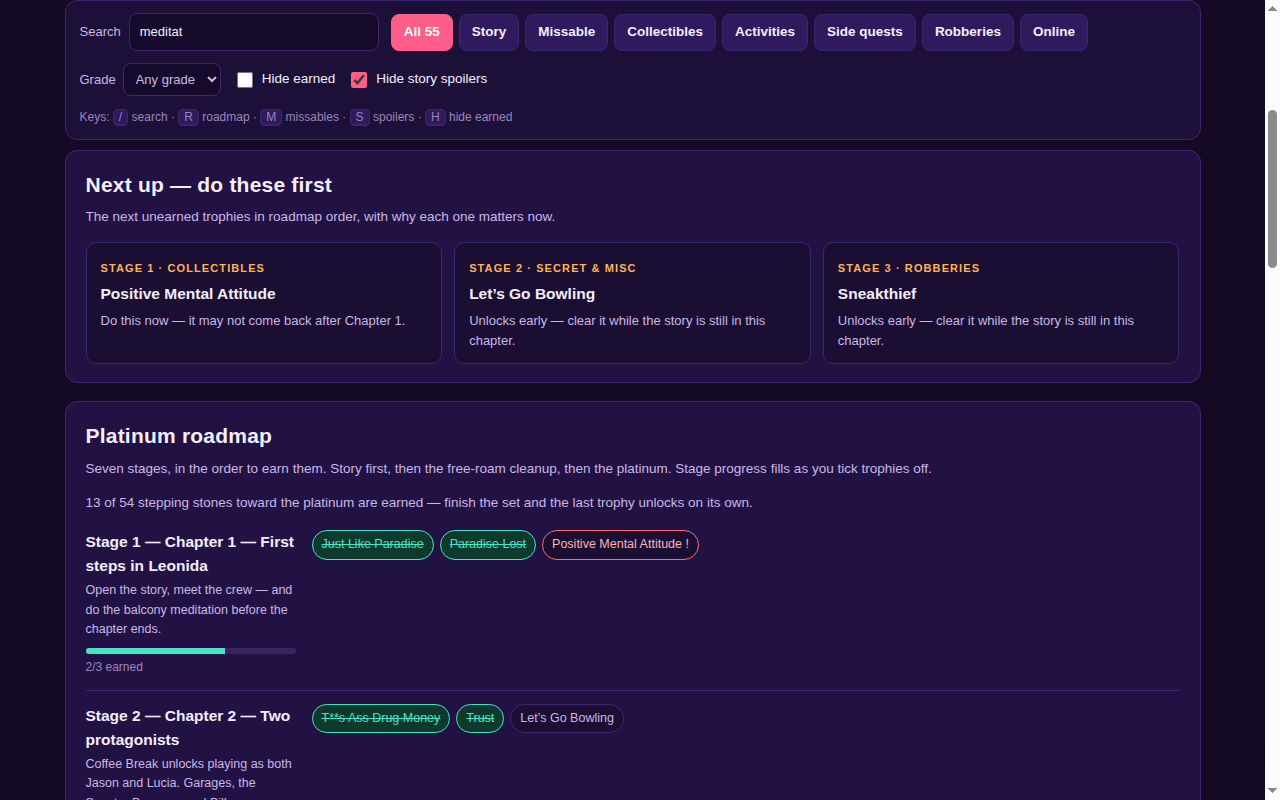 Search meditat All 55 Story Missable Collectibles Activities Side quests Robberies Online
Grade Any grade Hide earned Hide story spoilers
Keys: / search · R roadmap · M missables · S spoilers · H hide earned
Next up — do these first
The next unearned trophies in roadmap order, with why each one matters now.
STAGE 1 · COLLECTIBLES
Positive Mental Attitude
Do this now — it may not come back after Chapter 1.
STAGE 2 · SECRET & MISC
Let’s Go Bowling
Unlocks early — clear it while the story is still in this
chapter.
STAGE 3 · ROBBERIES
Sneakthief
Unlocks early — clear it while the story is still in this
chapter.
Platinum roadmap
Seven stages, in the order to earn them. Story first, then the free-roam cleanup, then the platinum. Stage progress fills as you tick trophies off.
13 of 54 stepping stones toward the platinum are earned — finish the set and the last trophy unlocks on its own.
Stage 1 — Chapter 1 — First
steps in Leonida
Open the story, meet the crew — and
do the balcony meditation before the
chapter ends.
2/3 earned
Just Like Paradise Paradise Lost Positive Mental Attitude !
Stage 2 — Chapter 2 — Two
protagonists
Coffee Break unlocks playing as both
Jason and Lucia. Garages, the
T**s Ass Drug Money Trust Let’s Go Bowling